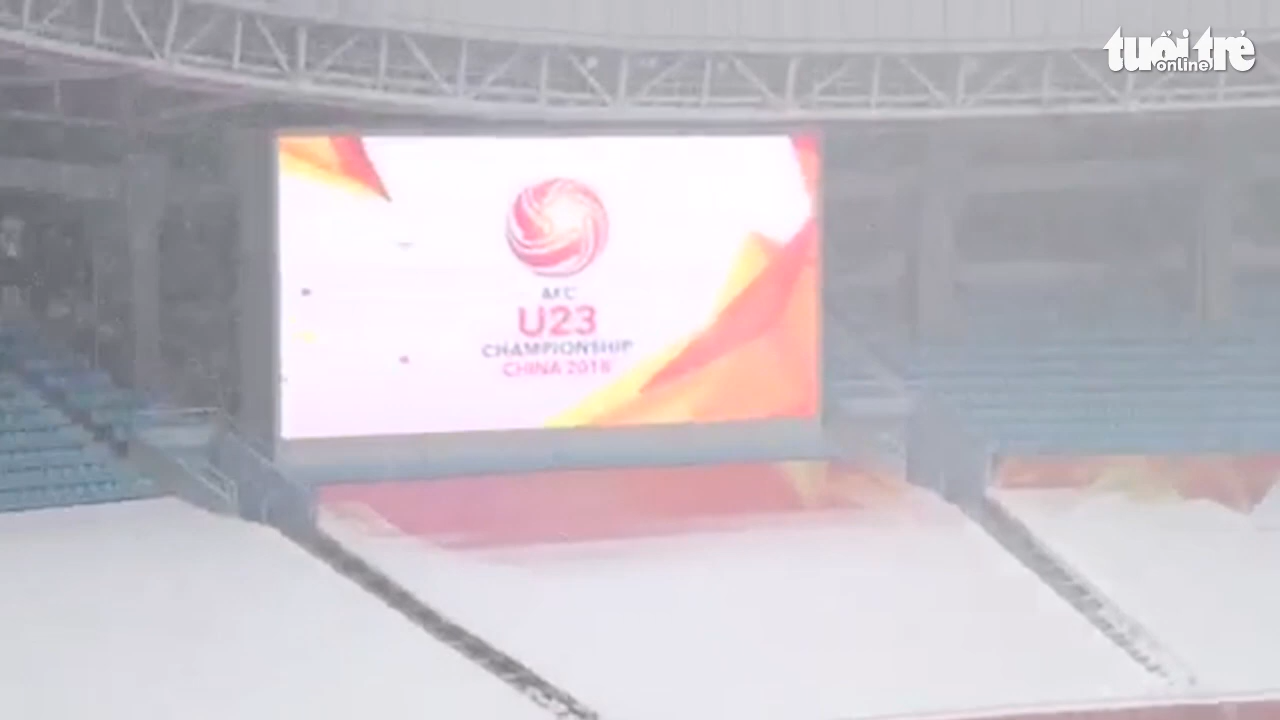 tuổi trẻ
online
AFC
U23
CHAMPIONSHIP
CHINA 2018